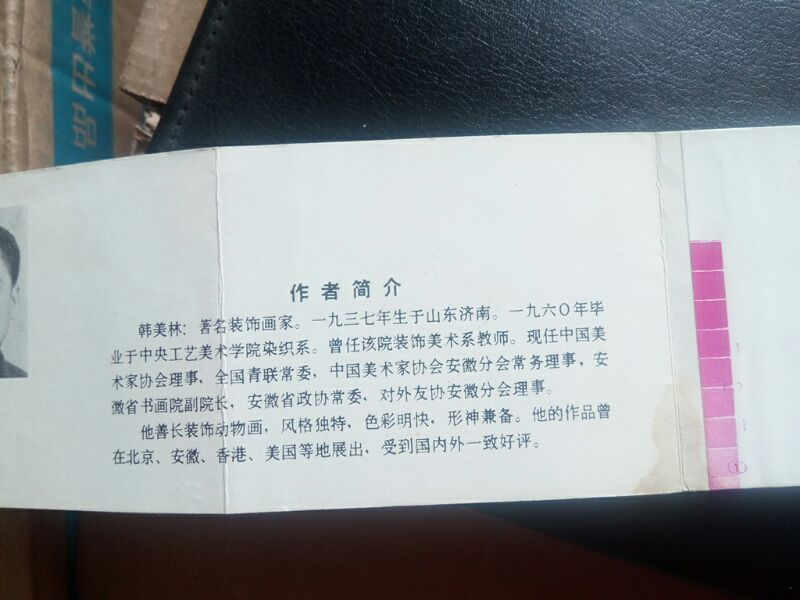 营用品
作者简介
韩美林：著名装饰画家。一九三七年生于山东济南。一九六〇年毕
业于中央工艺美术学院染织系。曾任该院装饰美术系教师。现任中国美
术家协会理事，全国青联常委，中国美术家协会安徽分会常务理事，安
徽省书画院副院长，安徽省政协常委，对外友协安徽分会理事。
他善长装饰动物画，风格独特，色彩明快，形神兼备。他的作品曾
在北京、安徽、香港、美国等地展出，受到国内外一致好评。